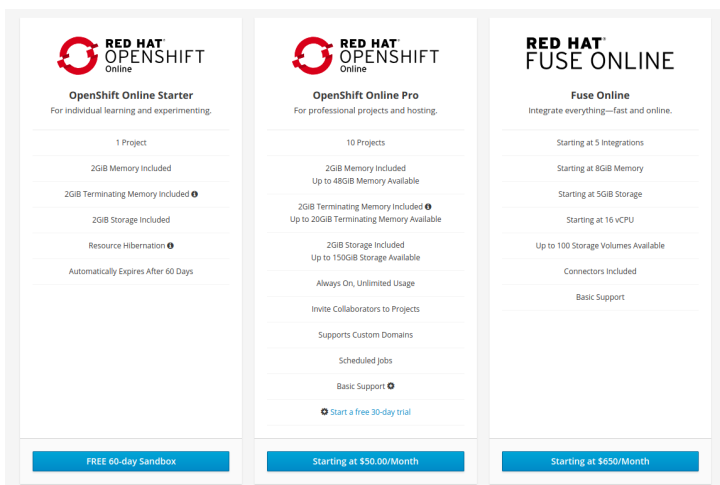 RED HAT®
OPENSHIFT
Online
OpenShift Online Starter
For individual learning and experimenting.
1 Project
2GiB Memory Included
2GiB Terminating Memory Included
2GiB Storage Included
Resource Hibernation
Automatically Expires After 60 Days
FREE 60-day Sandbox
RED HAT®
OPENSHIFT
Online
OpenShift Online Pro
For professional projects and hosting.
10 Projects
2GiB Memory Included
Up to 48GiB Memory Available
2GiB Terminating Memory Included
Up to 20GiB Terminating Memory Available
2GiB Storage Included
Up to 150GiB Storage Available
Always On, Unlimited Usage
Invite Collaborators to Projects
Supports Custom Domains
Scheduled Jobs
Basic Support
Start a free 30-day trial
Starting at $50.00/Month
RED HAT®
FUSE ONLINE
Fuse Online
Integrate everything—fast and online.
Starting at 5 Integrations
Starting at 8GiB Memory
Starting at 5GiB Storage
Starting at 16 vCPU
Up to 100 Storage Volumes Available
Connectors Included
Basic Support
Starting at $650/Month